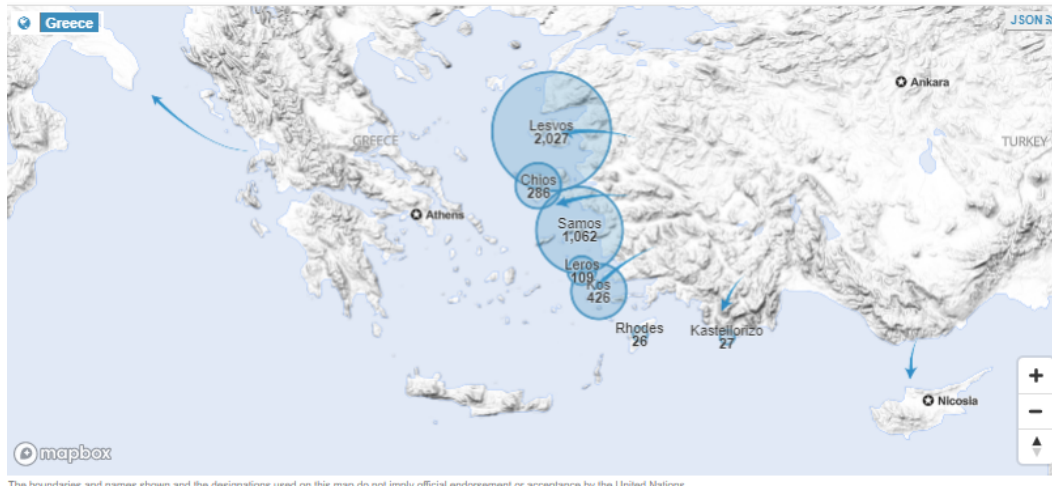 Greece
JSON
Ankara
Lesvos
2,027
GREECE
TURKEY
Chios
286
Athens
Samos
1,062
Leros
109
Kos
426
Rhodes
26
Kastellorizo
27
+
Nicosia
−
mapbox
The boundaries and names shown and the designations used on this map do not imply official endorsement or acceptance by the United Nations.